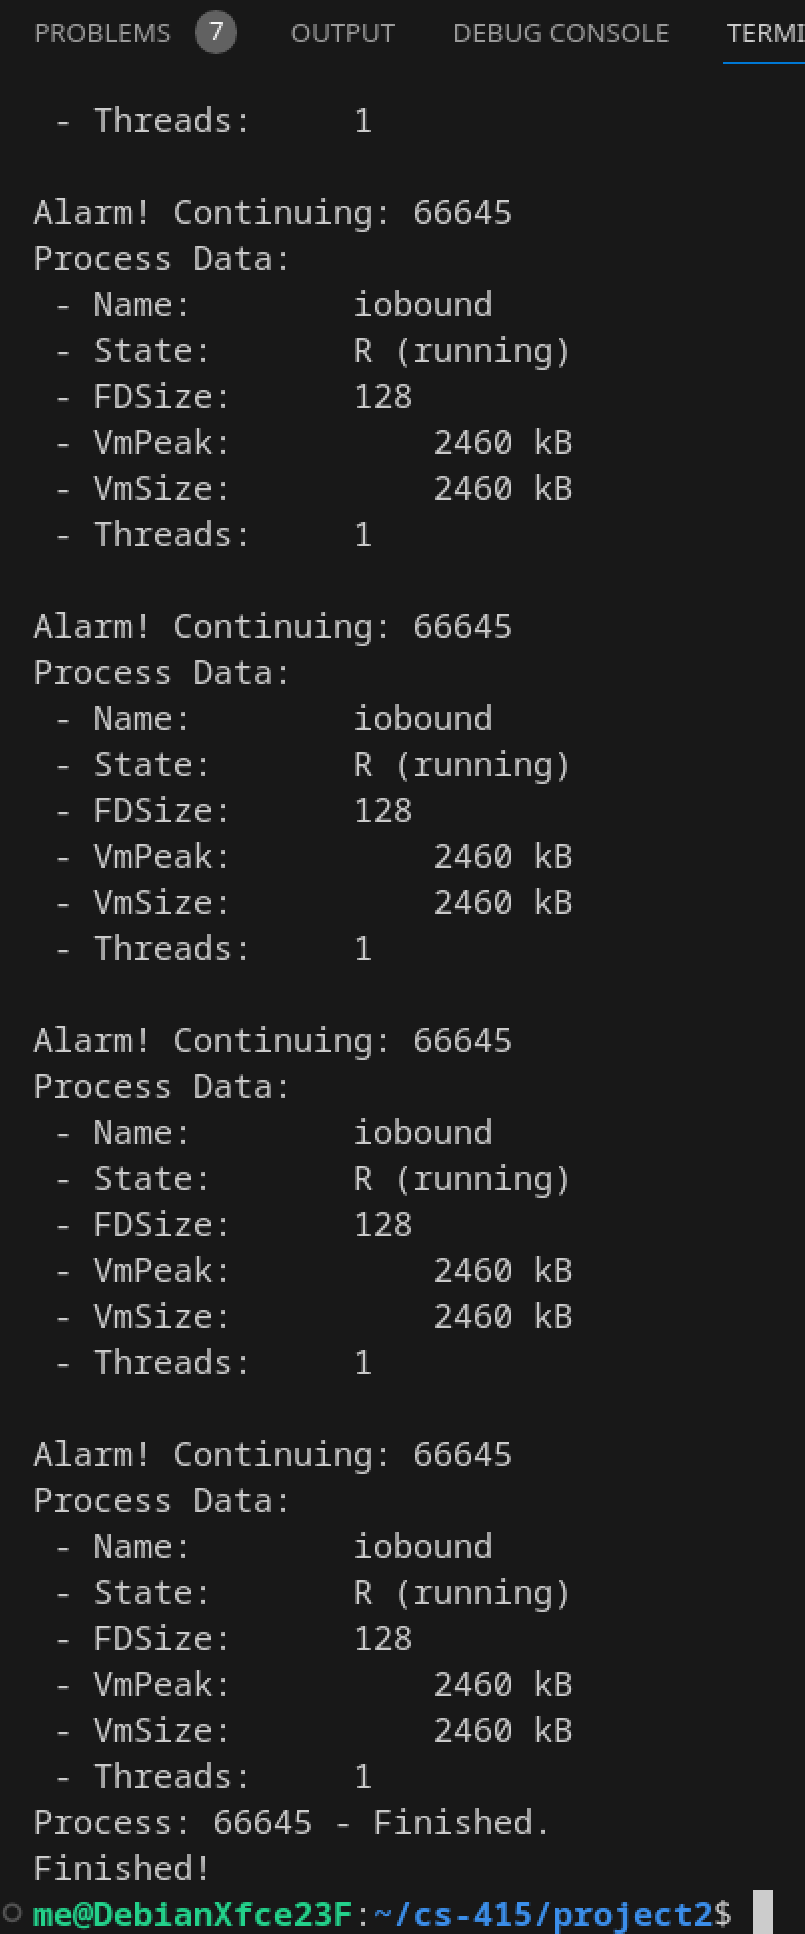 PROBLEMS 7 OUTPUT DEBUG CONSOLE TERMI
- Threads: 1
Alarm! Continuing: 66645
Process Data:
- Name: iobound
- State: R (running)
- FDSize: 128
- VmPeak: 2460 kB
- VmSize: 2460 kB
- Threads: 1
Alarm! Continuing: 66645
Process Data:
- Name: iobound
- State: R (running)
- FDSize: 128
- VmPeak: 2460 kB
- VmSize: 2460 kB
- Threads: 1
Alarm! Continuing: 66645
Process Data:
- Name: iobound
- State: R (running)
- FDSize: 128
- VmPeak: 2460 kB
- VmSize: 2460 kB
- Threads: 1
Alarm! Continuing: 66645
Process Data:
- Name: iobound
- State: R (running)
- FDSize: 128
- VmPeak: 2460 kB
- VmSize: 2460 kB
- Threads: 1
Process: 66645 - Finished.
Finished!
me@DebianXfce23F:~/cs-415/project2$